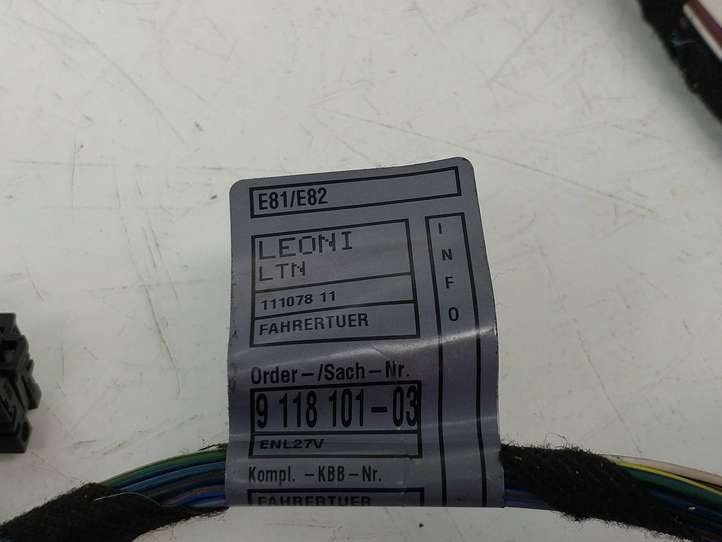 E81/E82
LEONI
LTN
111078 11
FAHRERTUER
INFO
Order-/Sach-Nr.
9 118 101-03
ENL27V
Kompl. -KBB-Nr.
FAHRERTUER